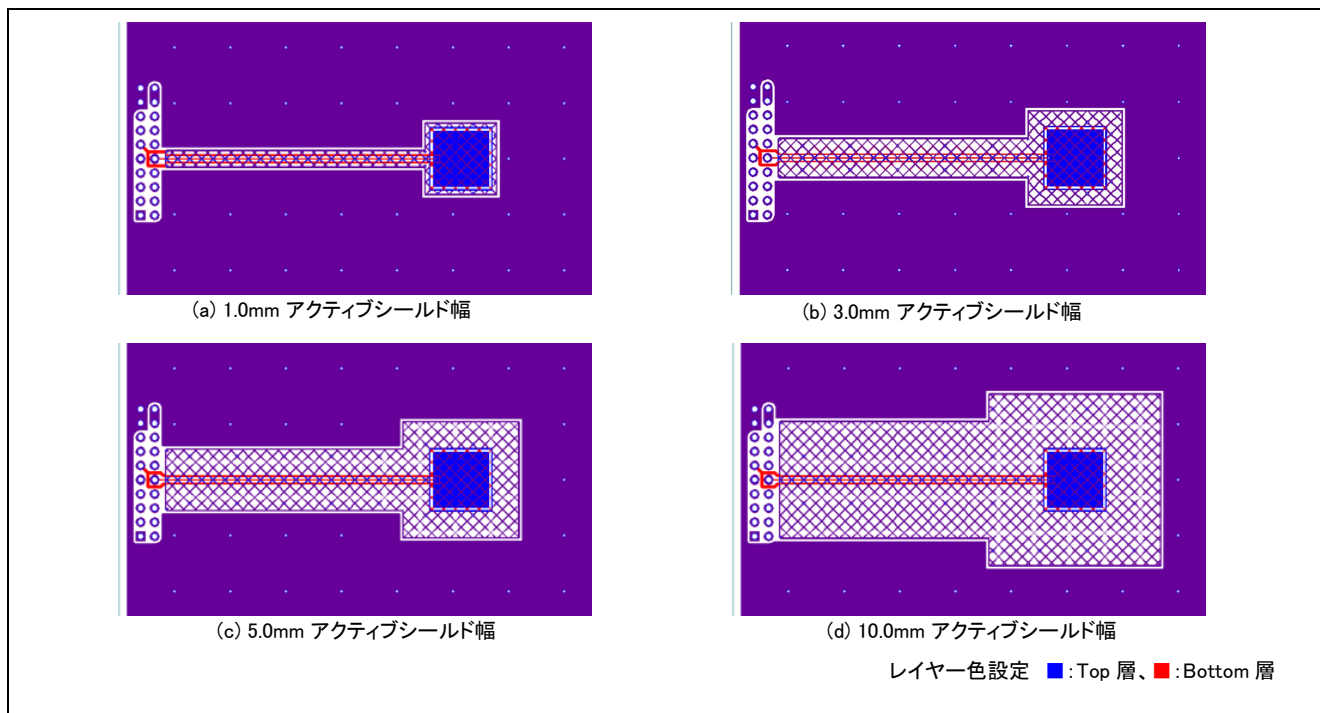 (a) 1.0mm アクティブシールド幅
(b) 3.0mm アクティブシールド幅
(c) 5.0mm アクティブシールド幅
(d) 10.0mm アクティブシールド幅
レイヤー色設定 ■:Top 層、■:Bottom 層